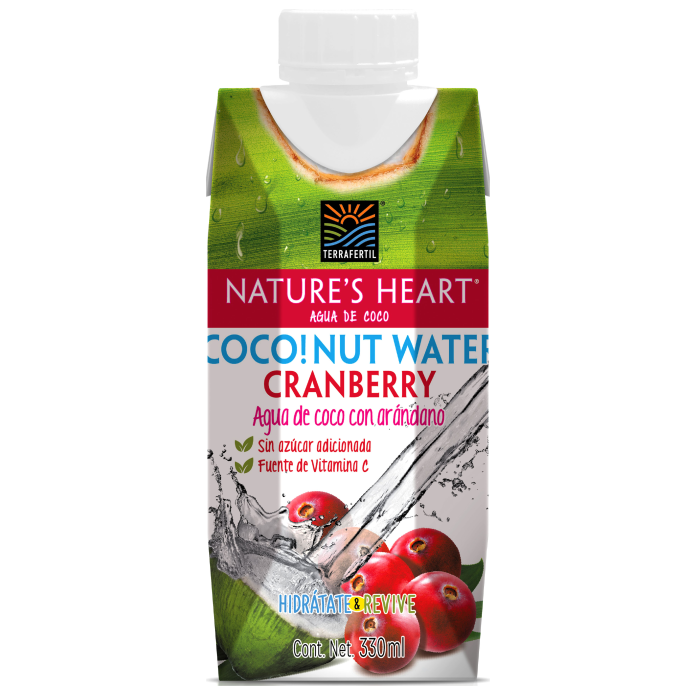 TERRAFERTIL®
NATURE'S HEART®
AGUA DE COCO
COCO!NUT WATER
CRANBERRY
Agua de coco con arándano
Sin azúcar adicionada
Fuente de Vitamina C
HIDRÁTATE & REVIVE
Cont. Net. 330ml